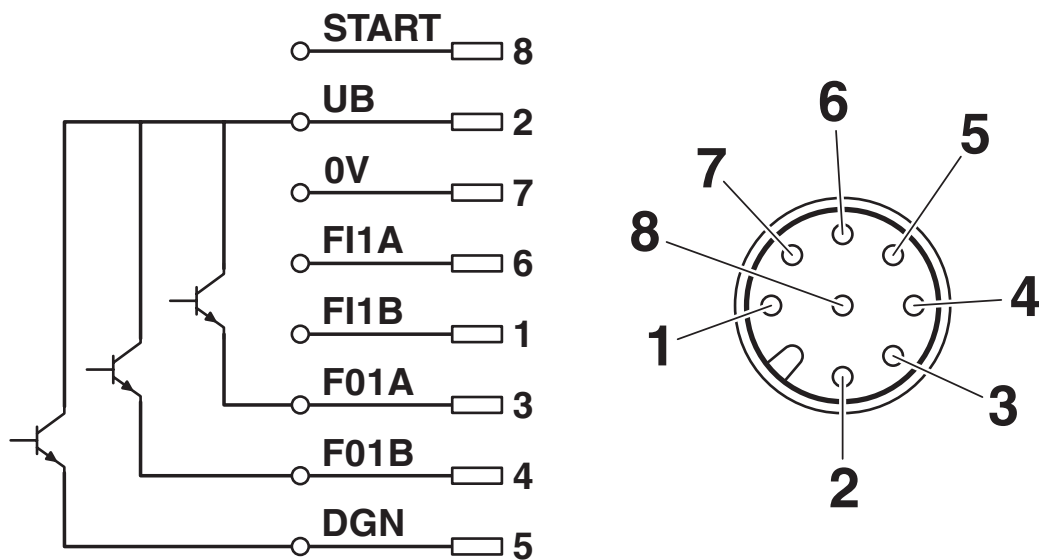 START 8
UB 2
0V 7
FI1A 6
FI1B 1
F01A 3
F01B 4
DGN 5
6
7 5
8
1 4
3
2